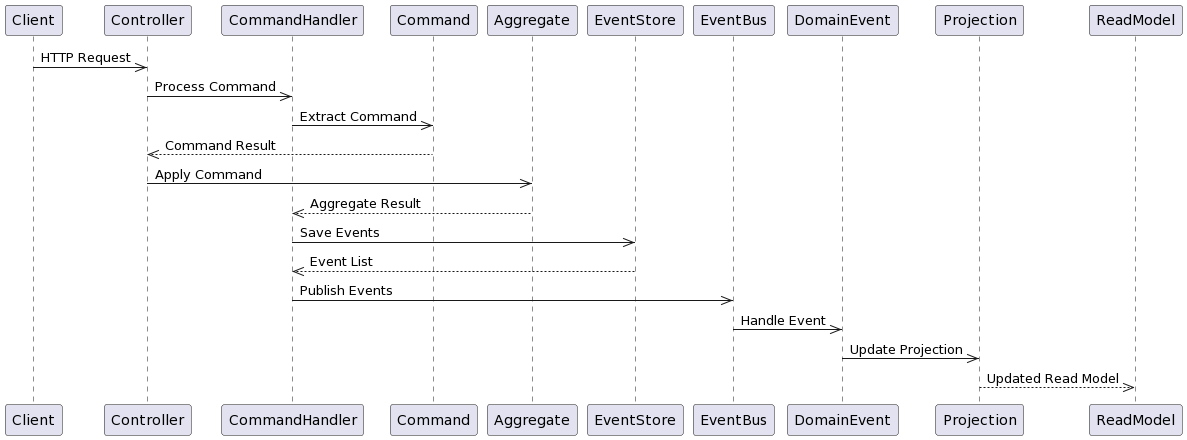 Client Controller CommandHandler Command Aggregate EventStore EventBus DomainEvent Projection ReadModel
HTTP Request
Process Command
Extract Command
Command Result
Apply Command
Aggregate Result
Save Events
Event List
Publish Events
Handle Event
Update Projection
Updated Read Model
Client Controller CommandHandler Command Aggregate EventStore EventBus DomainEvent Projection ReadModel